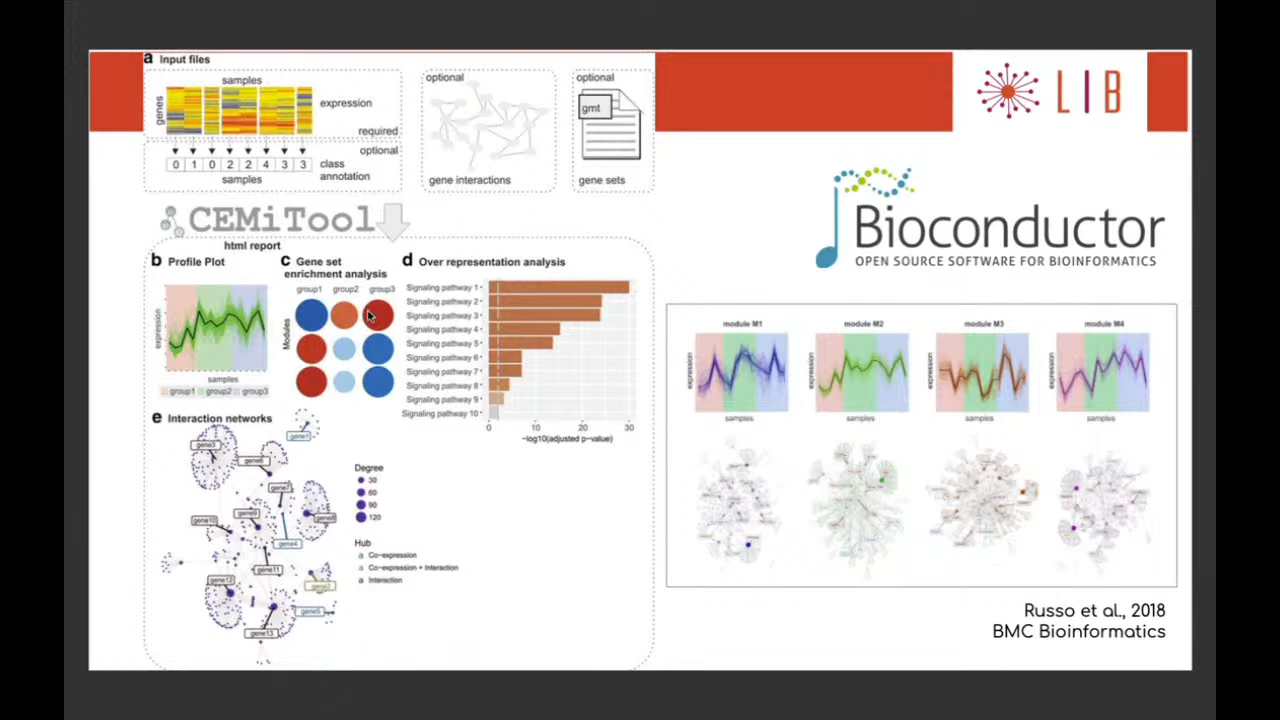 a Input files
samples
genes
expression
required
optional
0 1 0 2 2 4 3 3
class
annotation
samples
optional
gene interactions
optional
gmt
gene sets
LIB
CEMiTool
html report
Bioconductor
OPEN SOURCE SOFTWARE FOR BIOINFORMATICS
b Profile Plot
expression
samples
group1 group2 group3
c Gene set
enrichment analysis
group1 group2 group3
Modules
d Over representation analysis
Signaling pathway 1
Signaling pathway 2
Signaling pathway 3
Signaling pathway 4
Signaling pathway 5
Signaling pathway 6
Signaling pathway 7
Signaling pathway 8
Signaling pathway 9
Signaling pathway 10
0 10 20 30
−log10(adjusted p−value)
e Interaction networks
gene1
gene3
gene6
gene7
gene9
gene8
gene10
gene4
gene11
gene12
gene2
gene5
gene13
Degree
30
60
90
120
Hub
a Co−expression
a Co−expression + Interaction
a Interaction
module M1
expression
samples
module M2
expression
samples
module M3
expression
samples
module M4
expression
samples
Russo et al., 2018
BMC Bioinformatics